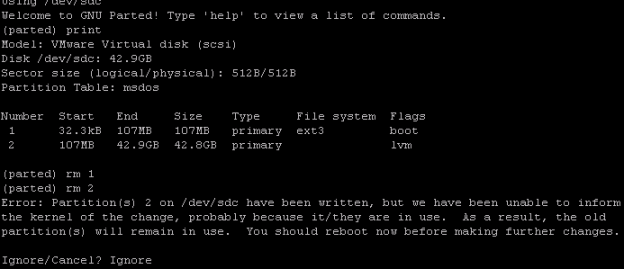 Using /dev/sdc
Welcome to GNU Parted! Type 'help' to view a list of commands.
(parted) print
Model: VMware Virtual disk (scsi)
Disk /dev/sdc: 42.9GB
Sector size (logical/physical): 512B/512B
Partition Table: msdos
Number Start End Size Type File system Flags
1 32.3kB 107MB 107MB primary ext3 boot
2 107MB 42.9GB 42.8GB primary lvm
(parted) rm 1
(parted) rm 2
Error: Partition(s) 2 on /dev/sdc have been written, but we have been unable to inform
the kernel of the change, probably because it/they are in use. As a result, the old
partition(s) will remain in use. You should reboot now before making further changes.
Ignore/Cancel? Ignore